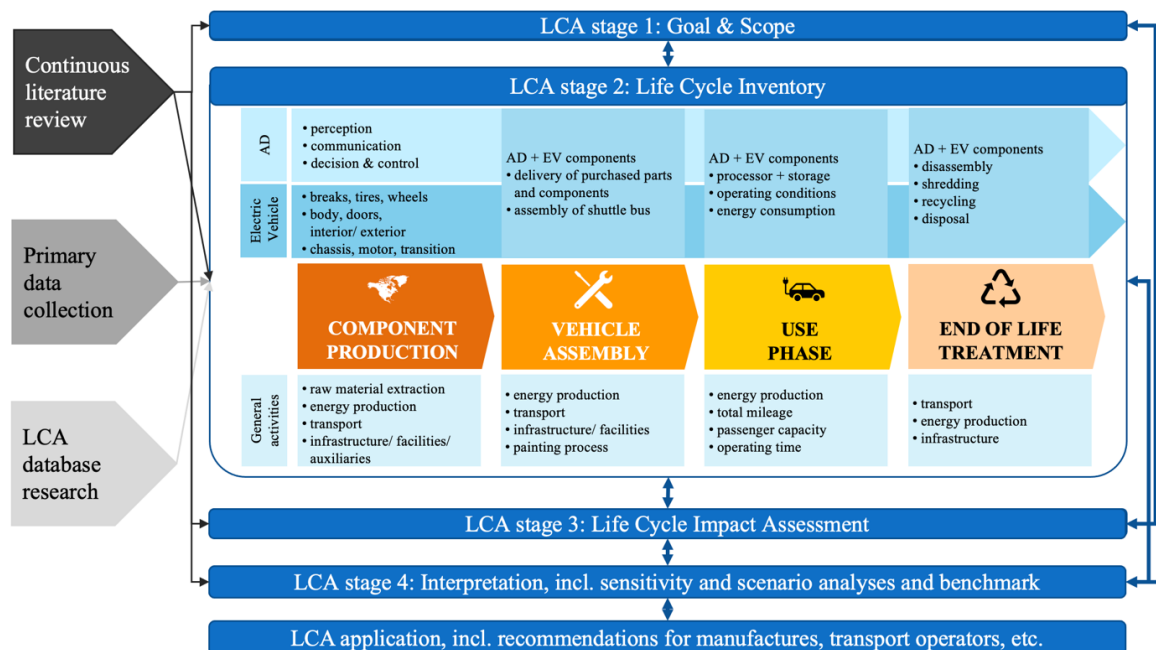 LCA stage 1: Goal & Scope
Continuous
literature
review
LCA stage 2: Life Cycle Inventory
AD
• perception
• communication
• decision & control
Electric
Vehicle
• breaks, tires, wheels
• body, doors,
interior/ exterior
• chassis, motor, transition
AD + EV components
• delivery of purchased parts
and components
• assembly of shuttle bus
AD + EV components
• processor + storage
• operating conditions
• energy consumption
AD + EV components
• disassembly
• shredding
• recycling
• disposal
Primary
data
collection
COMPONENT
PRODUCTION
VEHICLE
ASSEMBLY
USE
PHASE
END OF LIFE
TREATMENT
LCA
database
research
General
activities
• raw material extraction
• energy production
• transport
• infrastructure/ facilities/
auxiliaries
• energy production
• transport
• infrastructure/ facilities
• painting process
• energy production
• total mileage
• passenger capacity
• operating time
• transport
• energy production
• infrastructure
LCA stage 3: Life Cycle Impact Assessment
LCA stage 4: Interpretation, incl. sensitivity and scenario analyses and benchmark
LCA application, incl. recommendations for manufactures, transport operators, etc.